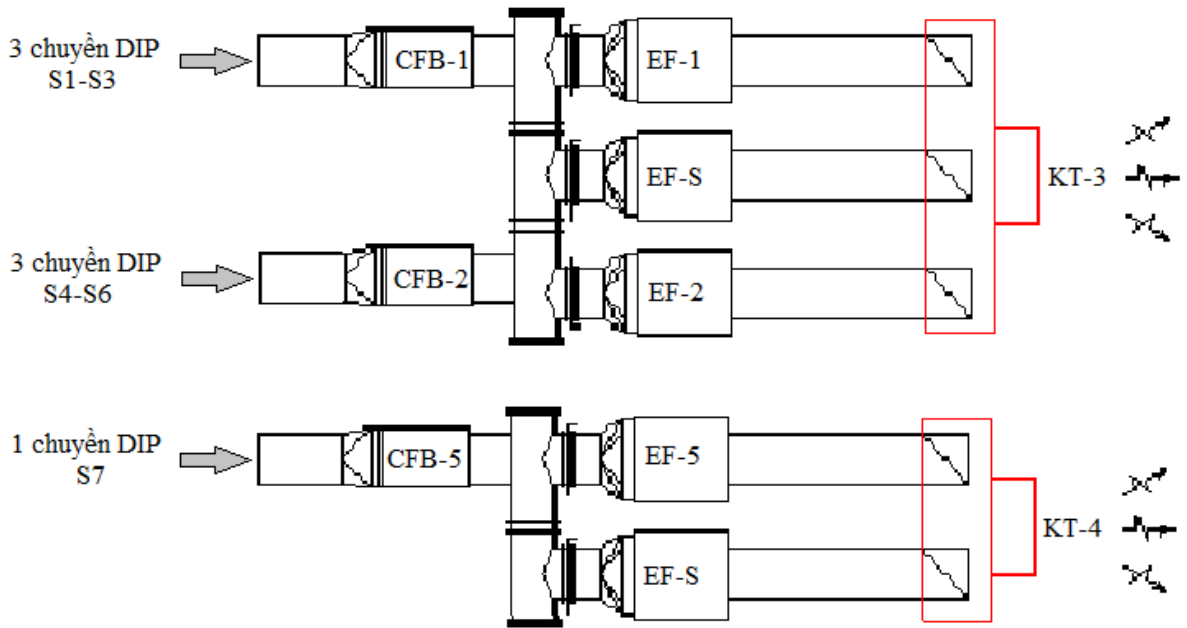 3 chuyền DIP
S1-S3
CFB-1
EF-1
EF-S
KT-3
3 chuyền DIP
S4-S6
CFB-2
EF-2
1 chuyền DIP
S7
CFB-5
EF-5
KT-4
EF-S